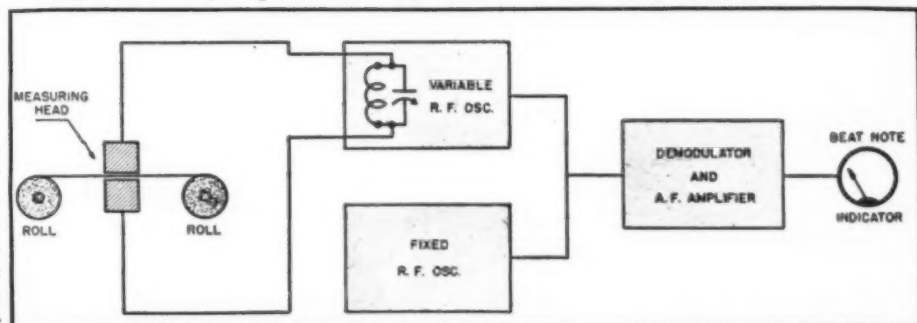 MEASURING
HEAD
ROLL
ROLL
VARIABLE
R. F. OSC.
FIXED
R. F. OSC.
DEMODULATOR
AND
A.F. AMPLIFIER
BEAT NOTE
INDICATOR